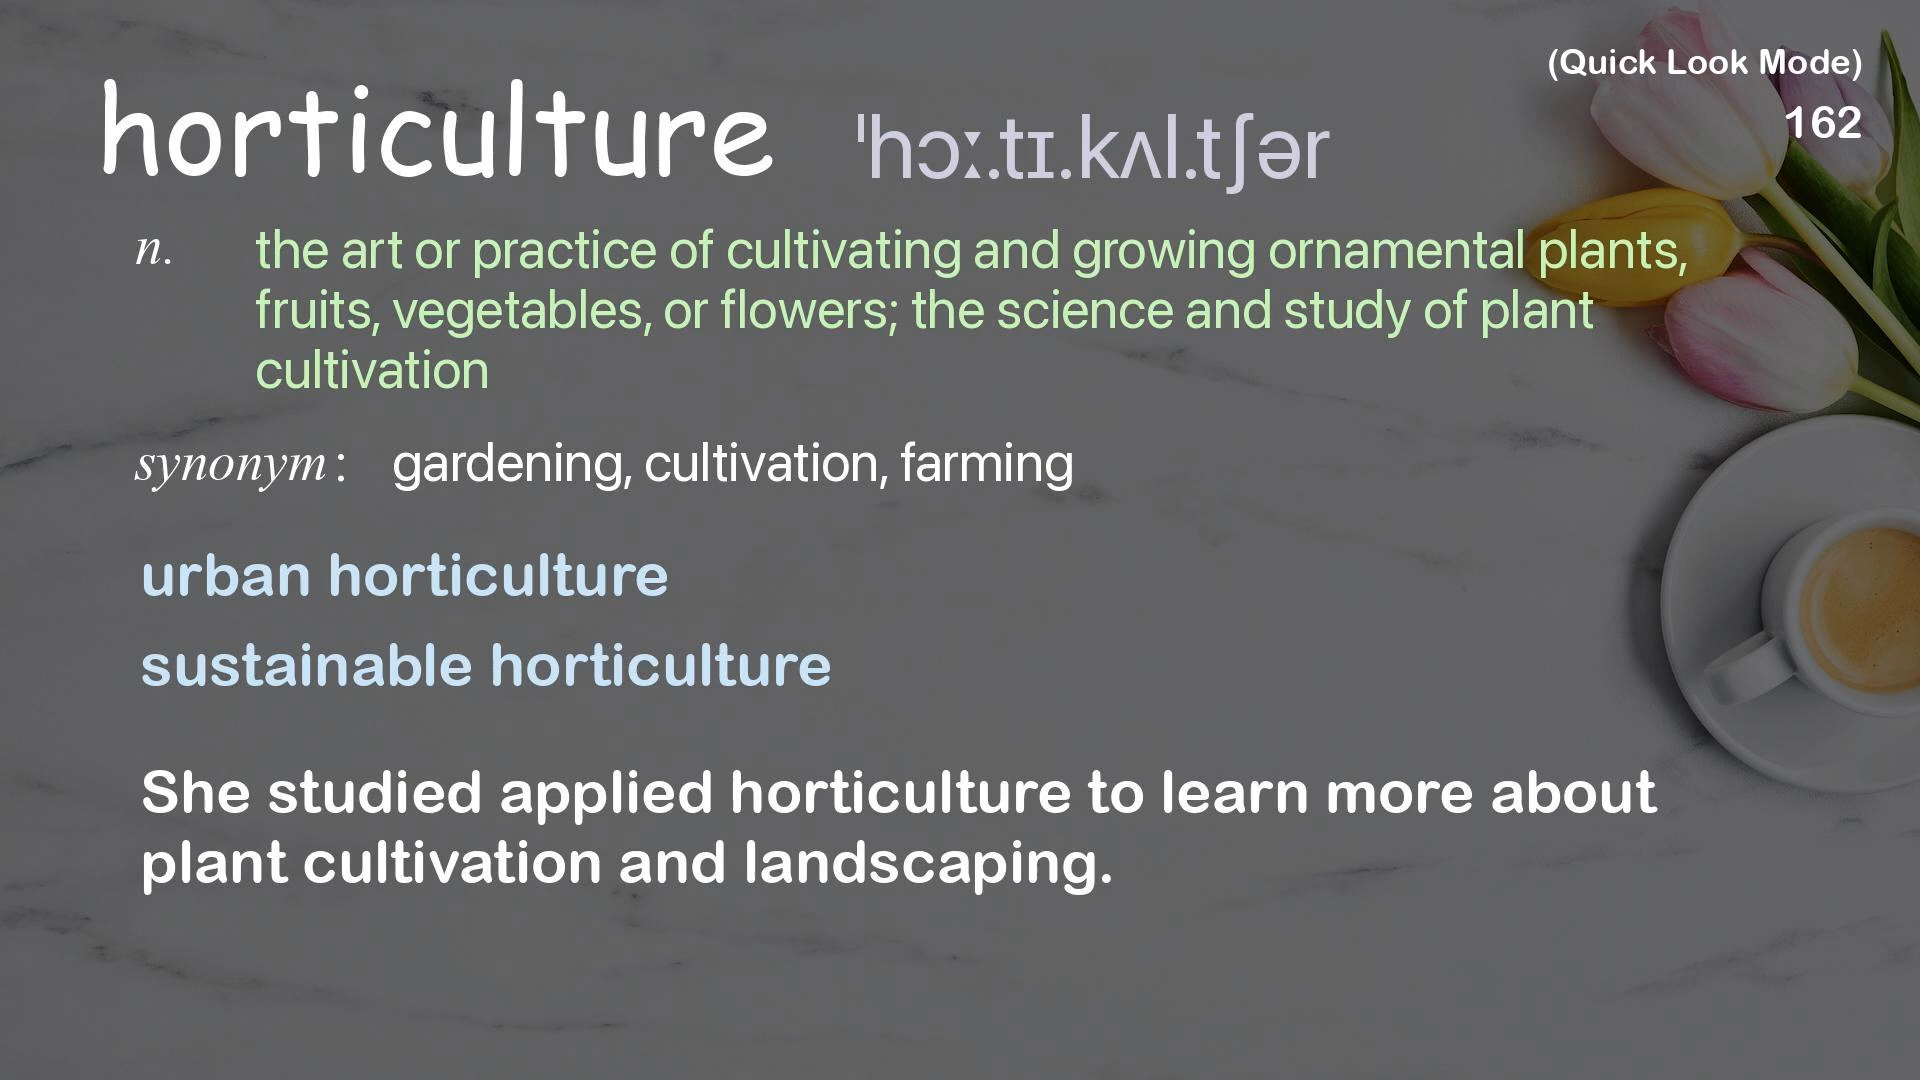 (Quick Look Mode)
horticulture ˈhɔː.tɪ.kʌl.tʃər
162
n. the art or practice of cultivating and growing ornamental plants,
fruits, vegetables, or flowers; the science and study of plant
cultivation
synonym: gardening, cultivation, farming
urban horticulture
sustainable horticulture
She studied applied horticulture to learn more about
plant cultivation and landscaping.